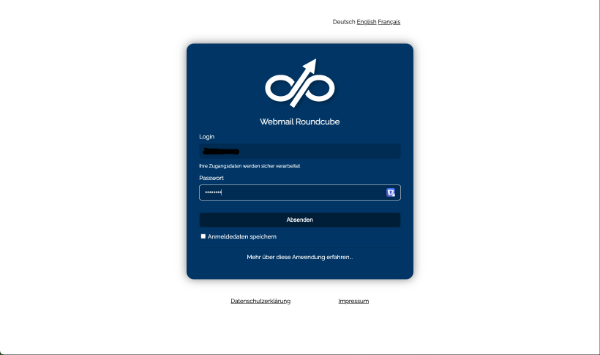 Deutsch English Français
Webmail Roundcube
Login
Ihre Zugangsdaten werden sicher verarbeitet
Passwort
Absenden
Anmeldedaten speichern
Mehr über diese Anwendung erfahren...
Datenschutzerklärung Impressum